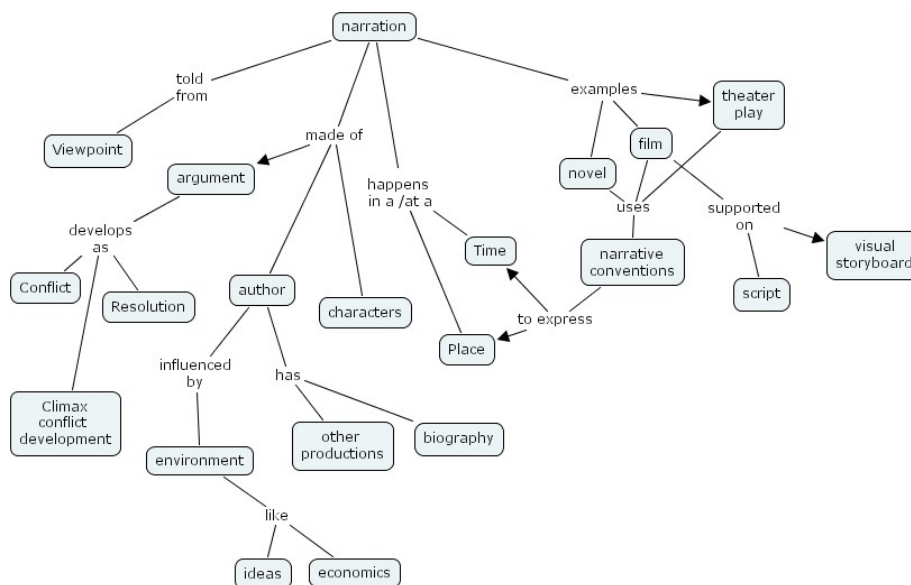 narration
told
from
examples
theater
play
Viewpoint
made of
film
argument
novel
happens
in a /at a
uses
supported
on
develops
as
Time
narrative
conventions
visual
storyboard
Conflict
Resolution
author
characters
script
to express
Place
influenced
by
has
Climax
conflict
development
other
productions
biography
environment
like
ideas
economics